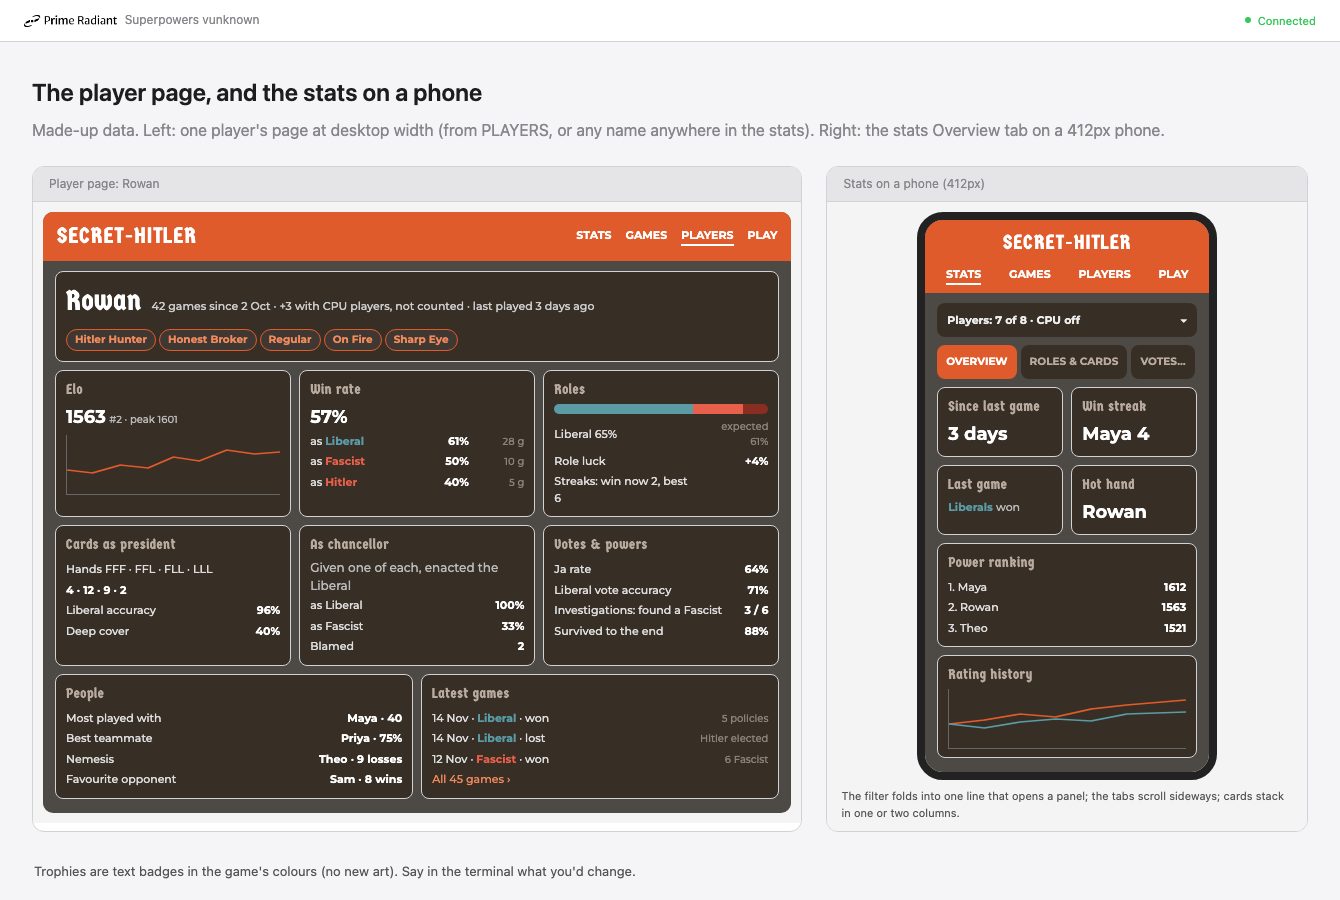 Prime Radiant Superpowers vunknown
Connected
The player page, and the stats on a phone
Made-up data. Left: one player's page at desktop width (from PLAYERS, or any name anywhere in the stats). Right: the stats Overview tab on a 412px phone.
Player page: Rowan
SECRET-HITLER
STATS GAMES PLAYERS PLAY
Rowan 42 games since 2 Oct · +3 with CPU players, not counted · last played 3 days ago
Hitler Hunter Honest Broker Regular On Fire Sharp Eye
Elo
1563 #2 · peak 1601
Win rate
57%
as Liberal 61% 28 g
as Fascist 50% 10 g
as Hitler 40% 5 g
Roles
Liberal 65% expected
61%
Role luck +4%
Streaks: win now 2, best
6
Cards as president
Hands FFF · FFL · FLL · LLL
4 · 12 · 9 · 2
Liberal accuracy 96%
Deep cover 40%
As chancellor
Given one of each, enacted the
Liberal
as Liberal 100%
as Fascist 33%
Blamed 2
Votes & powers
Ja rate 64%
Liberal vote accuracy 71%
Investigations: found a Fascist 3 / 6
Survived to the end 88%
People
Most played with Maya · 40
Best teammate Priya · 75%
Nemesis Theo · 9 losses
Favourite opponent Sam · 8 wins
Latest games
14 Nov · Liberal · won 5 policies
14 Nov · Liberal · lost Hitler elected
12 Nov · Fascist · won 6 Fascist
All 45 games ›
Stats on a phone (412px)
SECRET-HITLER
STATS GAMES PLAYERS PLAY
Players: 7 of 8 · CPU off
OVERVIEW ROLES & CARDS VOTES...
Since last game
3 days
Win streak
Maya 4
Last game
Liberals won
Hot hand
Rowan
Power ranking
1. Maya 1612
2. Rowan 1563
3. Theo 1521
Rating history
The filter folds into one line that opens a panel; the tabs scroll sideways; cards stack
in one or two columns.
Trophies are text badges in the game's colours (no new art). Say in the terminal what you'd change.